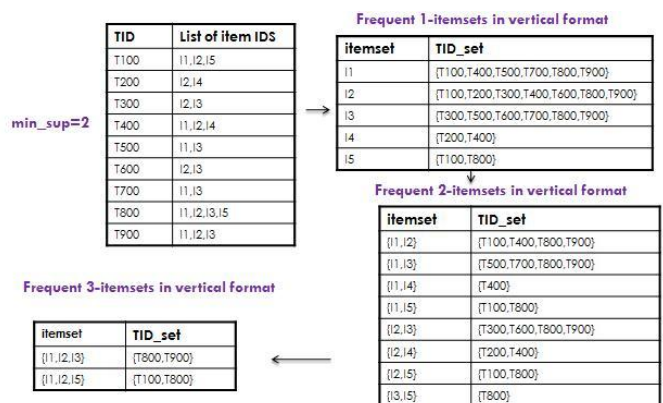 Frequent 1-itemsets in vertical format
TID List of item IDS
T100 I1,I2,I5
T200 I2,I4
T300 I2,I3
T400 I1,I2,I4
T500 I1,I3
T600 I2,I3
T700 I1,I3
T800 I1,I2,I3,I5
T900 I1,I2,I3
min_sup=2
itemset TID_set
I1 {T100,T400,T500,T700,T800,T900}
I2 {T100,T200,T300,T400,T600,T800,T900}
I3 {T300,T500,T600,T700,T800,T900}
I4 {T200,T400}
I5 {T100,T800}
Frequent 2-itemsets in vertical format
itemset TID_set
{I1,I2} {T100,T400,T800,T900}
{I1,I3} {T500,T700,T800,T900}
{I1,I4} {T400}
{I1,I5} {T100,T800}
{I2,I3} {T300,T600,T800,T900}
{I2,I4} {T200,T400}
{I2,I5} {T100,T800}
{I3,I5} {T800}
Frequent 3-itemsets in vertical format
itemset TID_set
{I1,I2,I3} {T800,T900}
{I1,I2,I5} {T100,T800}